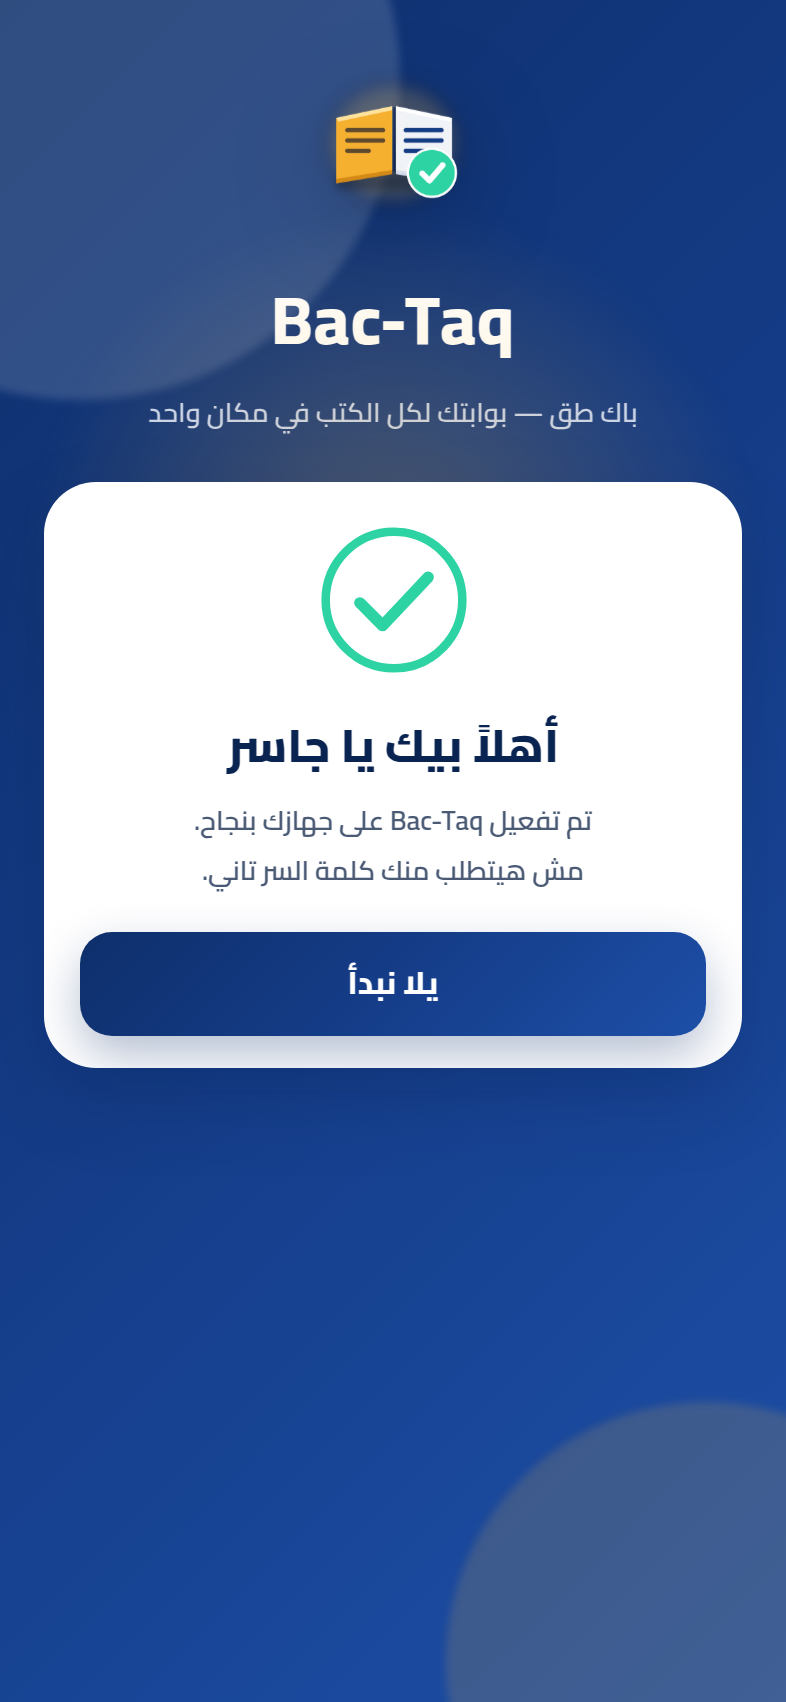 Bac-Taq
باك طق — بوابتك لكل الكتب في مكان واحد
أهلاً بيك يا جاسر
تم تفعيل Bac-Taq على جهازك بنجاح.
مش هيتطلب منك كلمة السر تاني.
يلا نبدأ